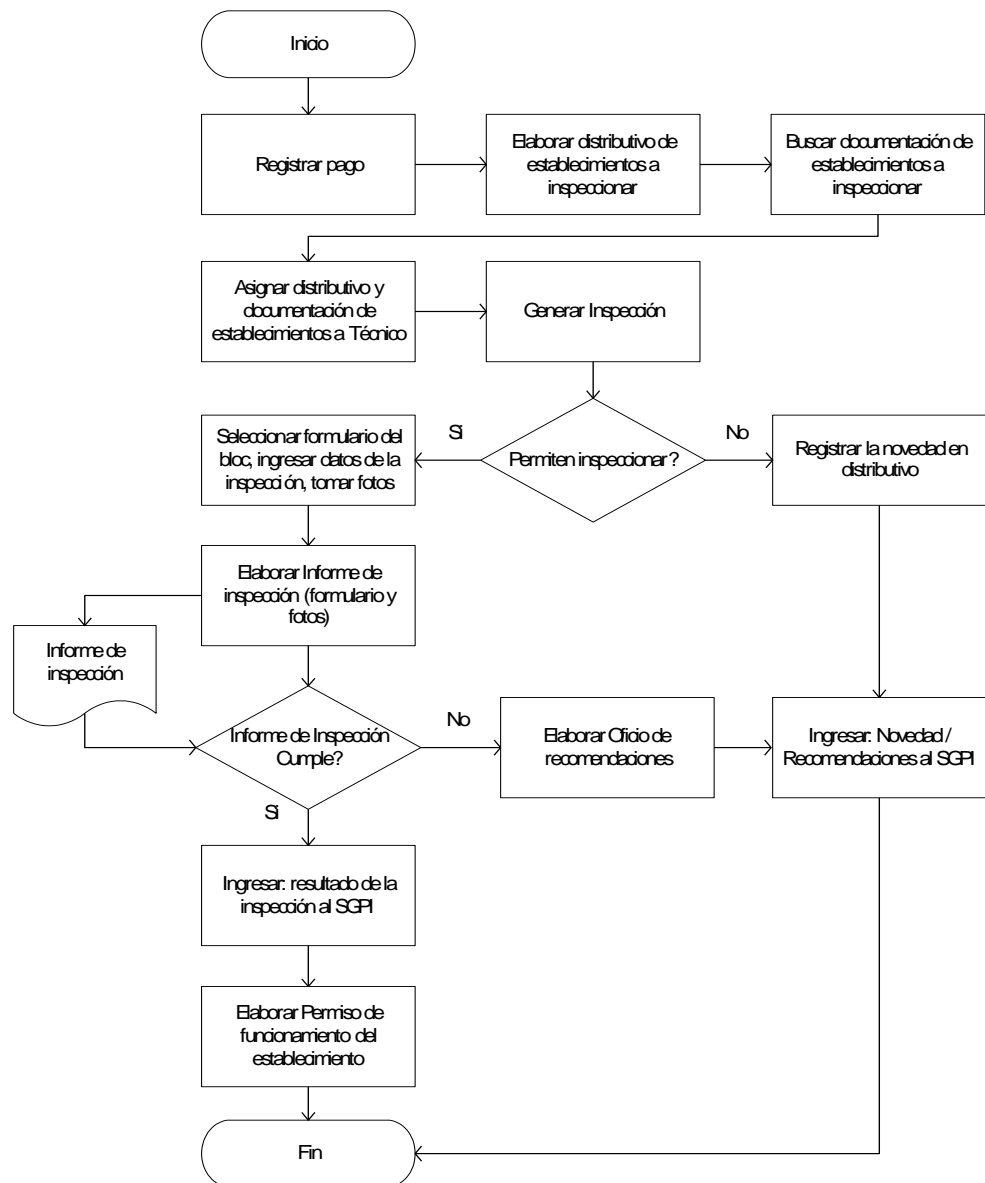 Inicio
Registrar pago
Elaborar distributivo de
establecimientos a
inspeccionar
Buscar documentación de
establecimientos a
inspeccionar
Asignar distributivo y
documentación de
establecimientos a Técnico
Generar Inspección
Permiten inspeccionar?
Si
No
Seleccionar formulario del
bloc, ingresar datos de la
inspección, tomar fotos
Registrar la novedad en
distributivo
Elaborar Informe de
inspección (formulario y
fotos)
Informe de
inspección
Informe de Inspección
Cumple?
No
Si
Elaborar Oficio de
recomendaciones
Ingresar: Novedad /
Recomendaciones al SGPI
Ingresar: resultado de la
inspección al SGPI
Elaborar Permiso de
funcionamiento del
establecimiento
Fin